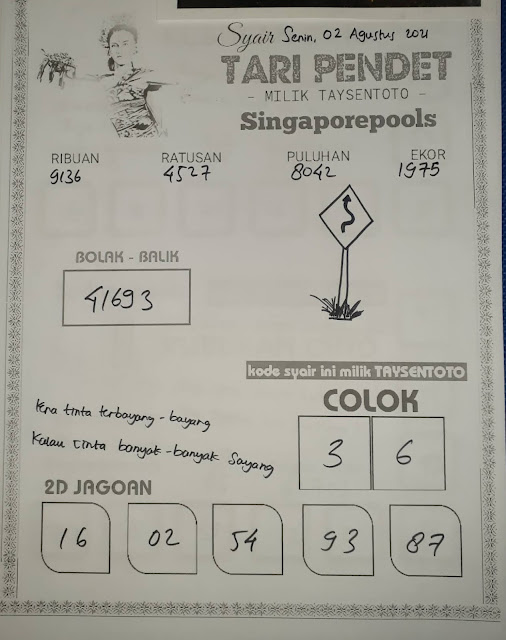 Syair Senin, 02 Agustus 2021
TARI PENDET
- MILIK TAYSENTOTO -
Singaporepools
RIBUAN RATUSAN PULUHAN EKOR
9136 4527 8042 1975
BOLAK - BALIK
41693
kode syair ini milik TAYSENTOTO
COLOK
3 6
Kena tinta terbayang - bayang
Kalau Cinta banyak - banyak Sayang
2D JAGOAN
16 02 54 93 87